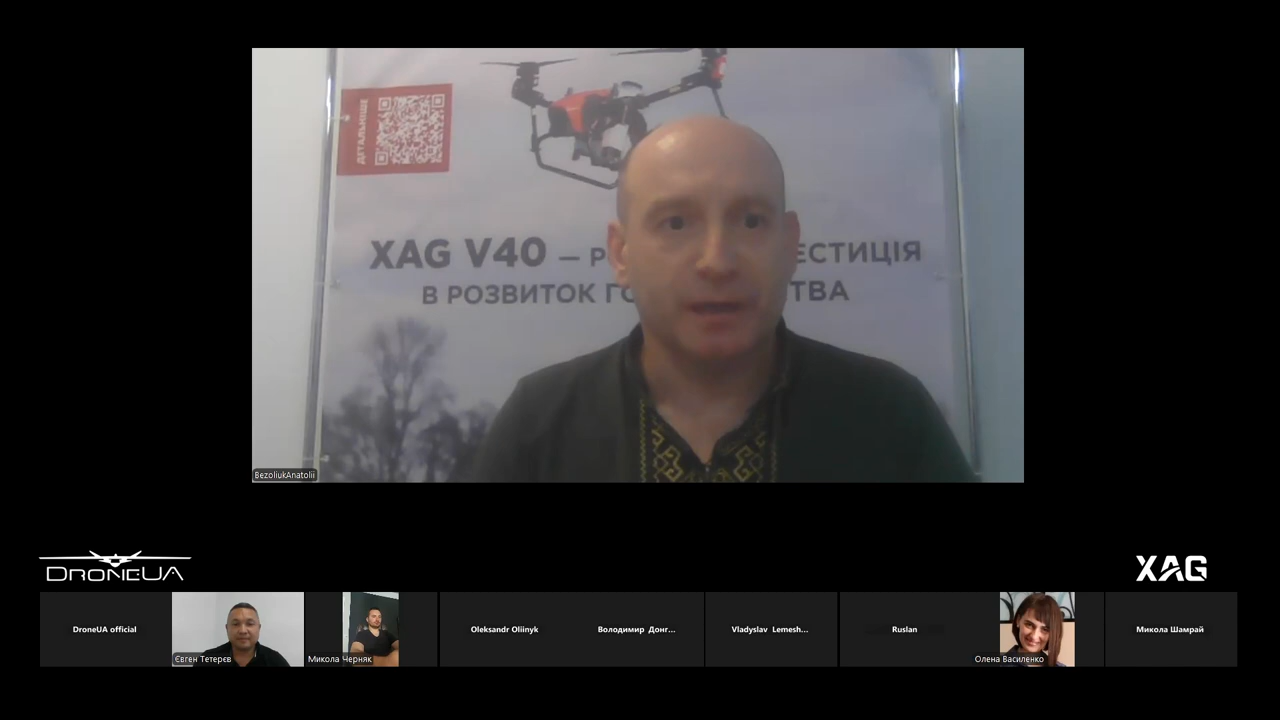 ДЕТАЛЬНІШЕ
XAG V40 — Р ЕСТИЦІЯ
В РОЗВИТОК ГО ТВА
BezoliukAnatolii
DRONEUA
XAG
DroneUA official
Євген Тетерєв
Микола Черняк
Oleksandr Oliinyk
Володимир Донг...
Vladyslav Lemesh...
Ruslan
Олена Василенко
Микола Шамрай